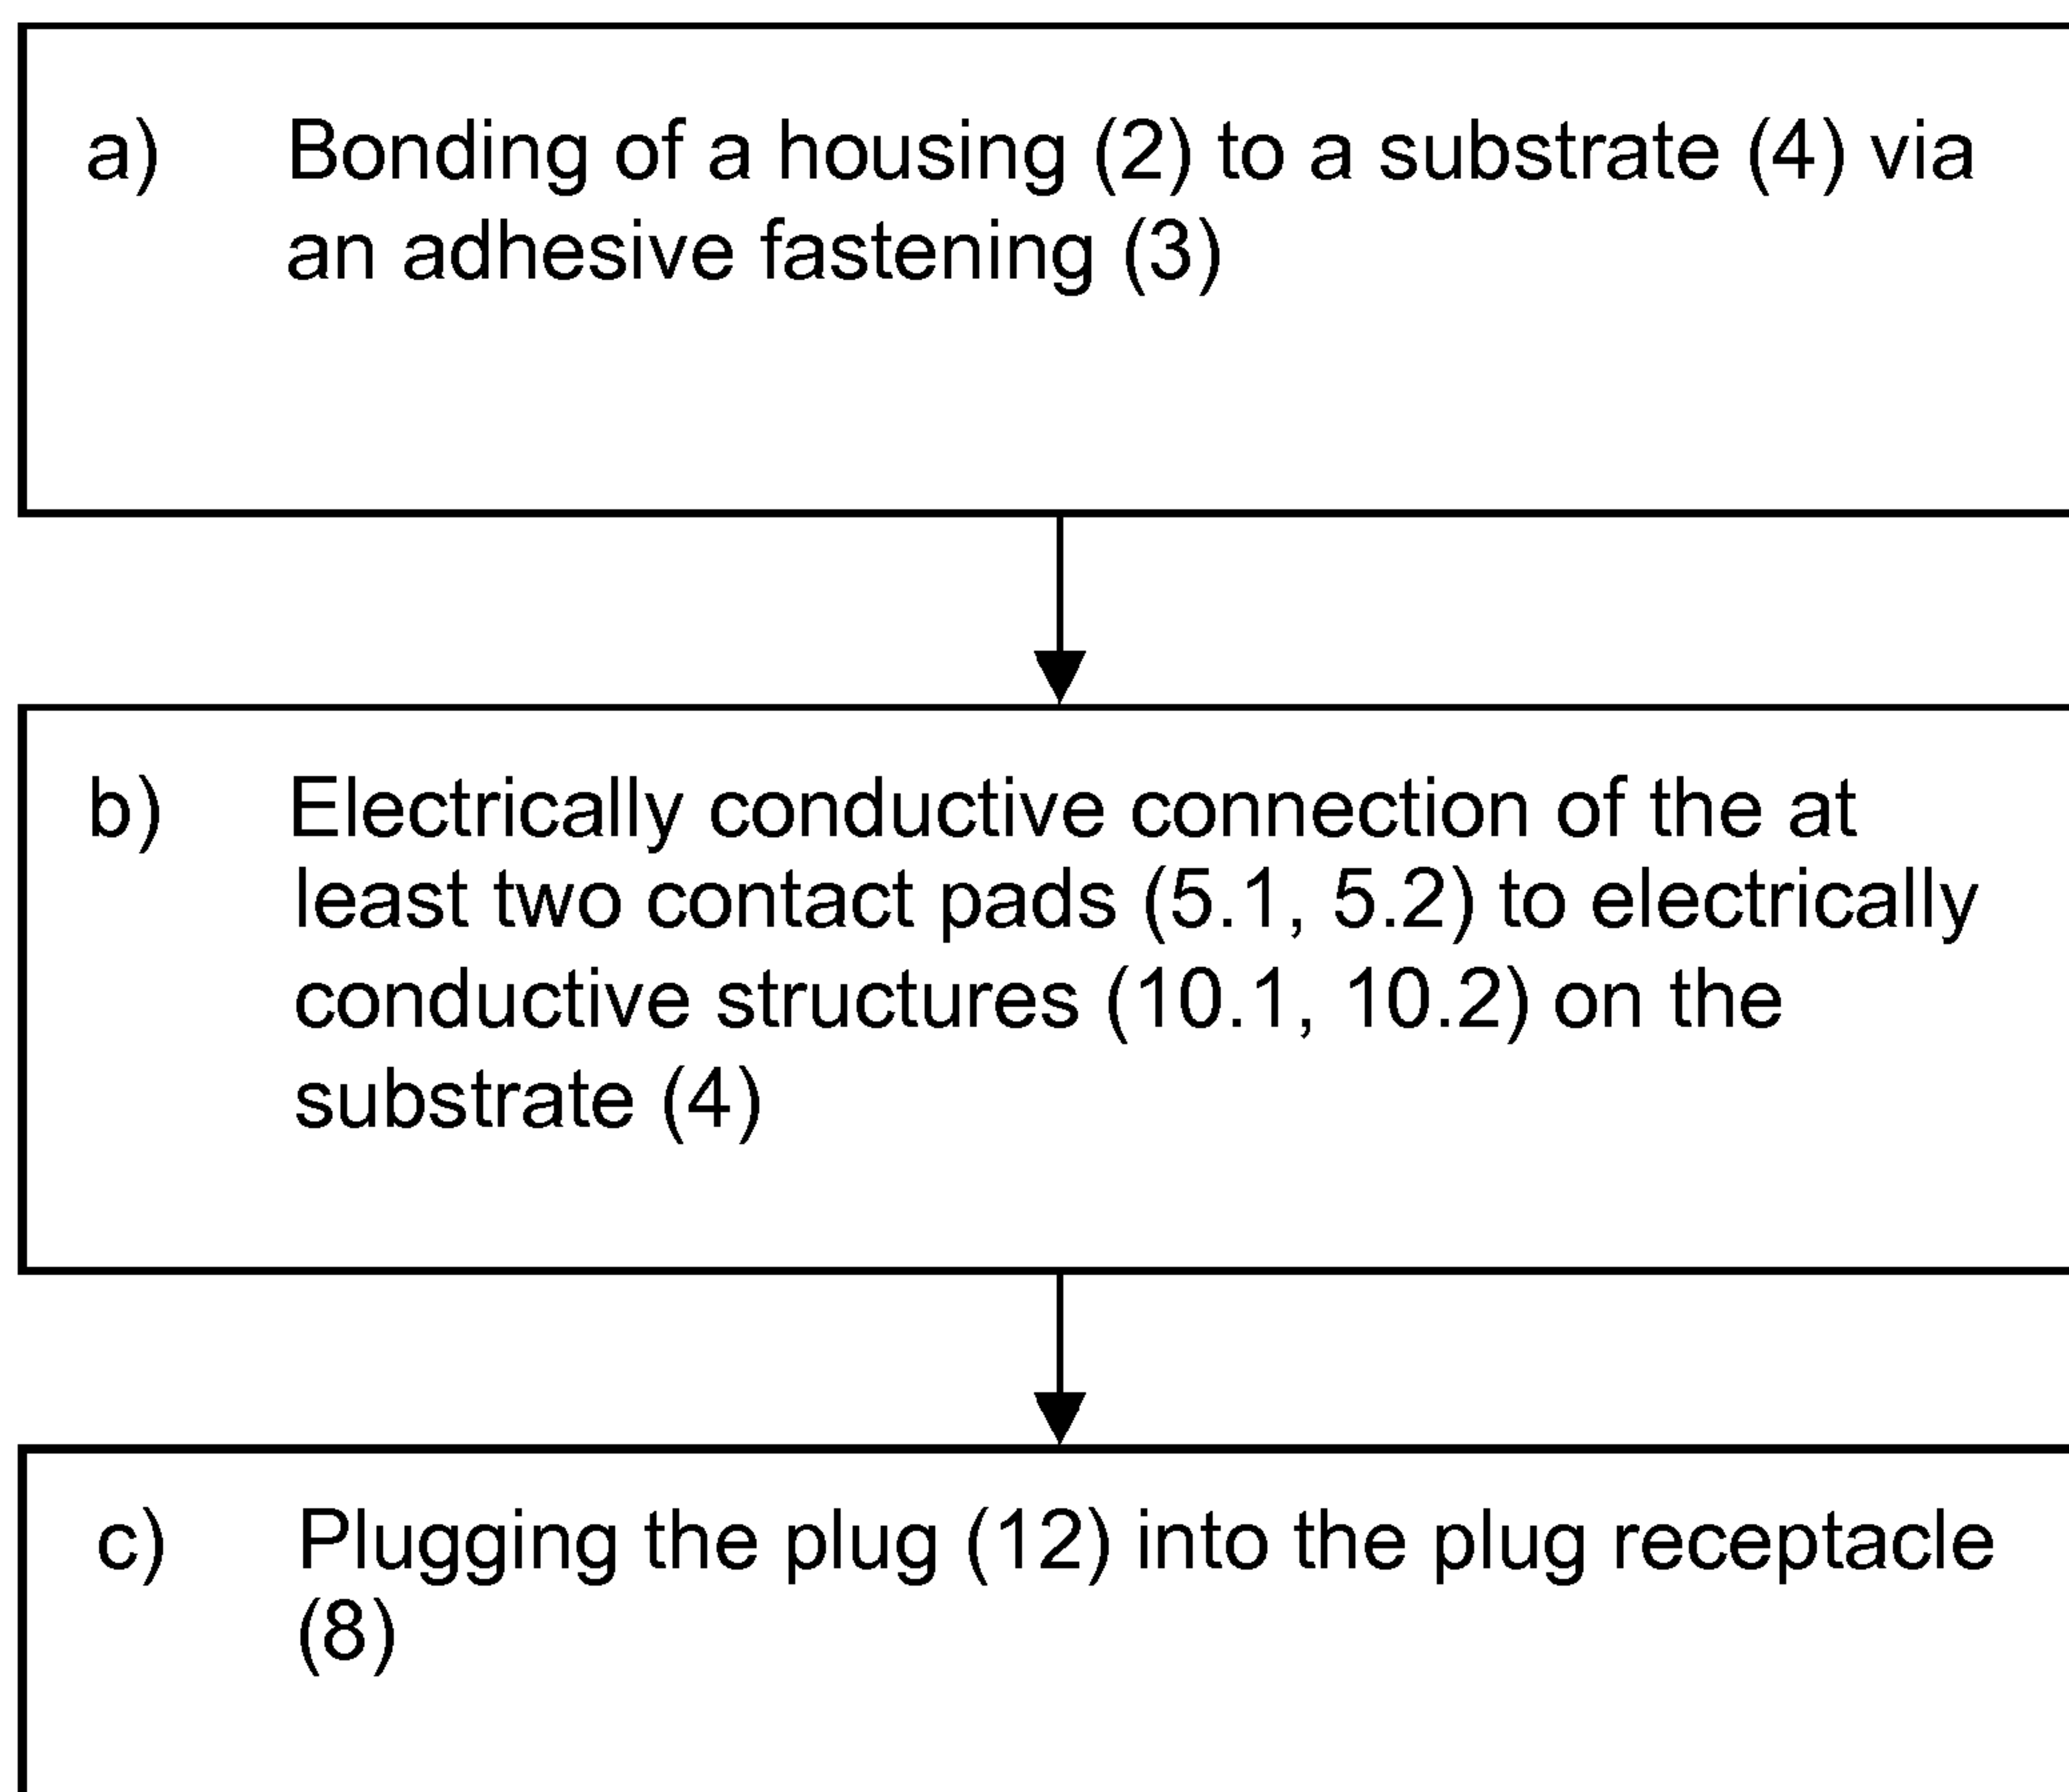 a) Bonding of a housing (2) to a substrate (4) via
an adhesive fastening (3)
b) Electrically conductive connection of the at
least two contact pads (5.1, 5.2) to electrically
conductive structures (10.1, 10.2) on the
substrate (4)
c) Plugging the plug (12) into the plug receptacle
(8)